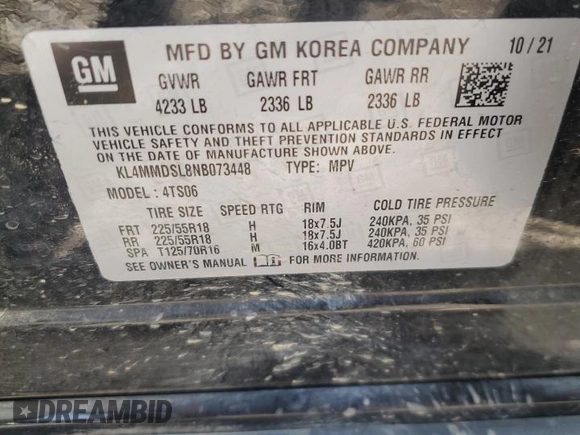 GM
MFD BY GM KOREA COMPANY 10/21
GVWR GAWR FRT GAWR RR
4233 LB 2336 LB 2336 LB
THIS VEHICLE CONFORMS TO ALL APPLICABLE U.S. FEDERAL MOTOR
VEHICLE SAFETY AND THEFT PREVENTION STANDARDS IN EFFECT
ON THE DATE OF MANUFACTURE SHOWN ABOVE.
KL4MMDSL8NB073448 TYPE: MPV
MODEL: 4TS06
TIRE SIZE SPEED RTG RIM COLD TIRE PRESSURE
FRT 225/55R18 H 18x7.5J 240KPA, 35 PSI
RR 225/55R18 H 18x7.5J 240KPA, 35 PSI
SPA T125/70R16 M 16x4.0BT 420KPA, 60 PSI
SEE OWNER'S MANUAL FOR MORE INFORMATION.
DREAMBID